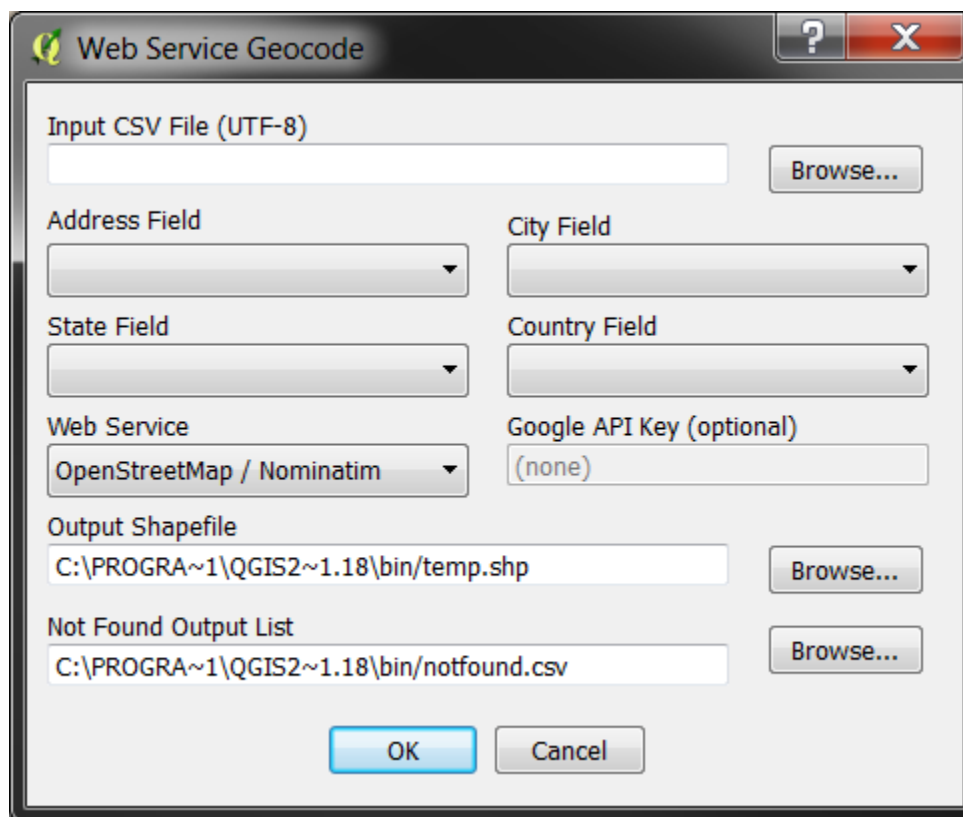 Web Service Geocode
Input CSV File (UTF-8)
Browse...
Address Field
City Field
State Field
Country Field
Web Service
Google API Key (optional)
OpenStreetMap / Nominatim
(none)
Output Shapefile
C:\PROGRA~1\QGIS2~1.18\bin/temp.shp
Browse...
Not Found Output List
C:\PROGRA~1\QGIS2~1.18\bin/notfound.csv
Browse...
OK
Cancel